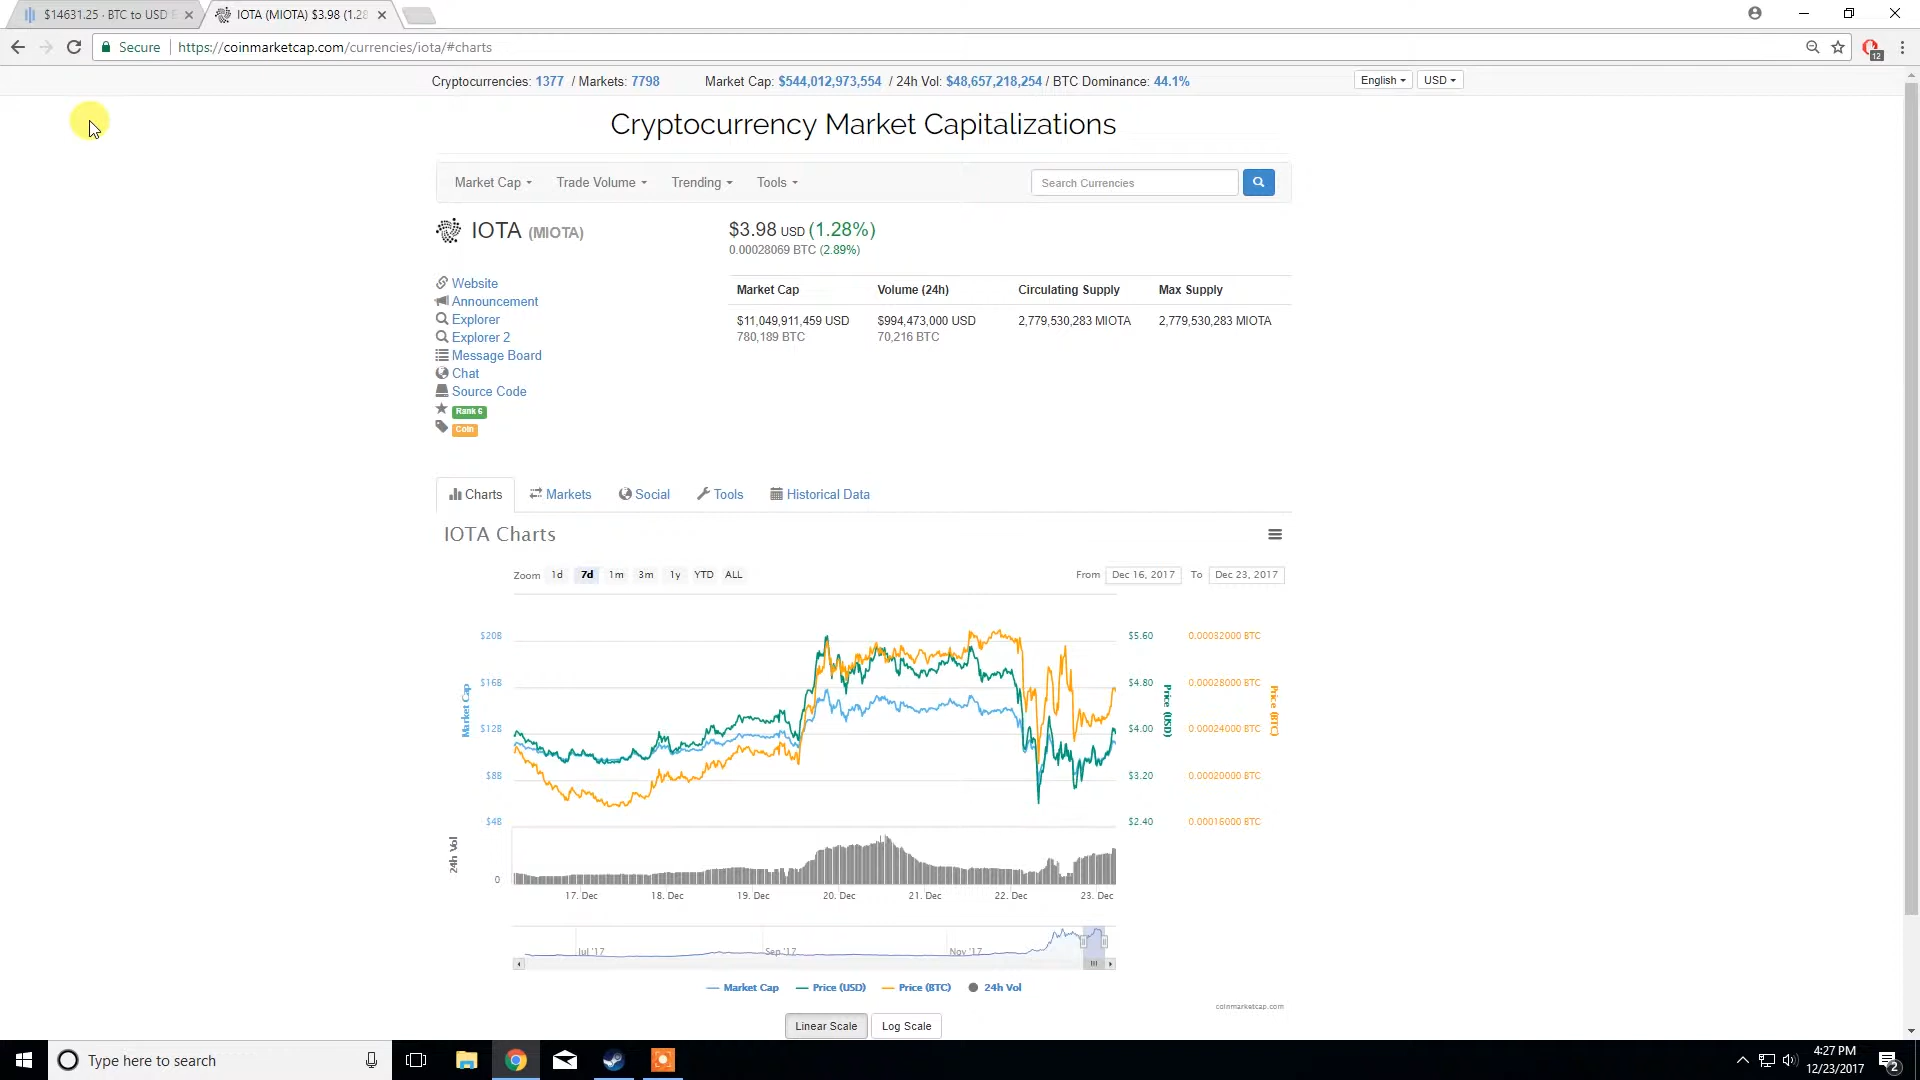 $14631.25 · BTC to USD
IOTA (MIOTA) $3.98 (1.28
Secure
https://coinmarketcap.com/currencies/iota/#charts
12
Cryptocurrencies: 1377 / Markets: 7798
Market Cap: $544,012,973,554 / 24h Vol: $48,657,218,254 / BTC Dominance: 44.1%
English
USD
Cryptocurrency Market Capitalizations
Market Cap
Trade Volume
Trending
Tools
Search Currencies
IOTA (MIOTA)
$3.98 USD (1.28%)
0.00028069 BTC (2.89%)
Website
Announcement
Explorer
Explorer 2
Message Board
Chat
Source Code
Rank 6
Coin
Market Cap Volume (24h) Circulating Supply Max Supply
$11,049,911,459 USD $994,473,000 USD 2,779,530,283 MIOTA 2,779,530,283 MIOTA
780,189 BTC 70,216 BTC
Charts
Markets
Social
Tools
Historical Data
IOTA Charts
Zoom 1d 7d 1m 3m 1y YTD ALL
From Dec 16, 2017 To Dec 23, 2017
$20B
$16B
$12B
$8B
$4B
Market Cap
$5.60
$4.80
$4.00
$3.20
$2.40
Price (USD)
0.00032000 BTC
0.00028000 BTC
0.00024000 BTC
0.00020000 BTC
0.00016000 BTC
Price (BTC)
24h Vol
0
17. Dec 18. Dec 19. Dec 20. Dec 21. Dec 22. Dec 23. Dec
Jul '17 Sep '17 Nov '17
Market Cap Price (USD) Price (BTC) 24h Vol
coinmarketcap.com
Linear Scale
Log Scale
Type here to search
4:27 PM
12/23/2017
2